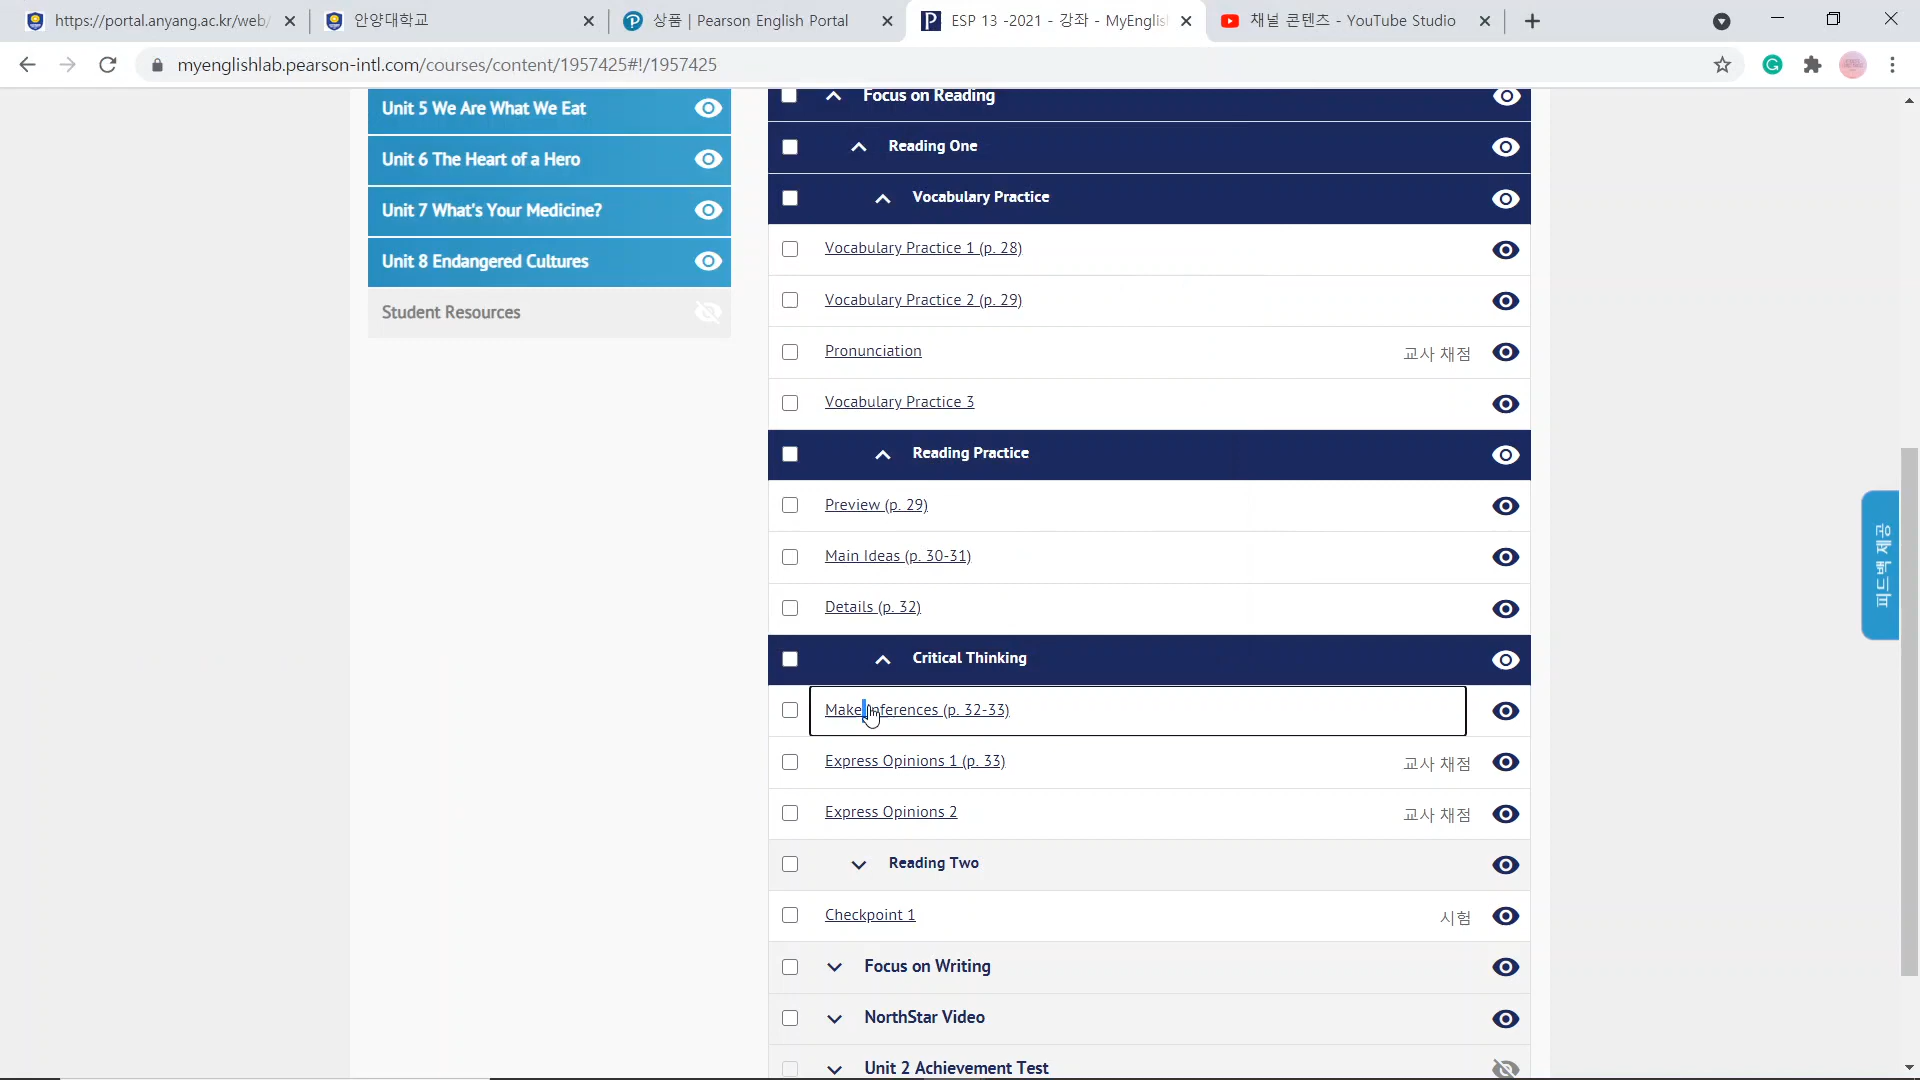 https://portal.anyang.ac.kr/web/
안양대학교
상품 | Pearson English Portal
ESP 13 -2021 - 강좌 - MyEnglish
채널 콘텐츠 - YouTube Studio
myenglishlab.pearson-intl.com/courses/content/1957425#!/1957425
Unit 5 We Are What We Eat
Unit 6 The Heart of a Hero
Unit 7 What's Your Medicine?
Unit 8 Endangered Cultures
Student Resources
Focus on Reading
Reading One
Vocabulary Practice
Vocabulary Practice 1 (p. 28)
Vocabulary Practice 2 (p. 29)
Pronunciation 교사 채점
Vocabulary Practice 3
Reading Practice
Preview (p. 29)
Main Ideas (p. 30-31)
Details (p. 32)
Critical Thinking
Make Inferences (p. 32-33)
Express Opinions 1 (p. 33) 교사 채점
Express Opinions 2 교사 채점
Reading Two
Checkpoint 1 시험
Focus on Writing
NorthStar Video
Unit 2 Achievement Test
피드백 제공